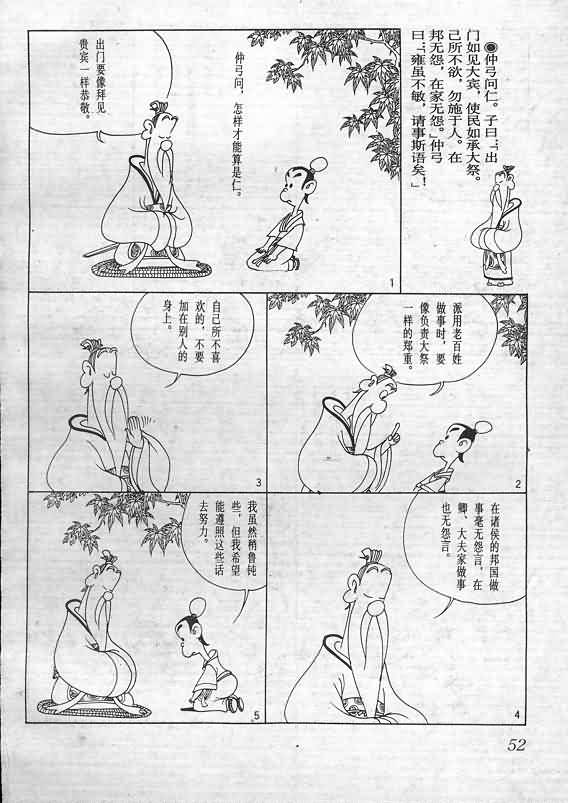 ●仲弓问仁。子曰：「出
门如见大宾，使民如承大祭。
己所不欲，勿施于人。在
邦无怨，在家无怨。」仲弓
曰：「雍虽不敏，请事斯语矣！」
仲弓问，怎样才能算是仁。
出门要像拜见
贵宾一样恭敬。
1
派用老百姓
做事时，要
像负责大祭
一样的郑重。
2
自己所不喜
欢的，不要
加在别人的
身上。
3
在诸侯的邦国做
事毫无怨言，在
卿、大夫家做事
也无怨言。
4
我虽然稍鲁钝
些，但我希望
能遵照这些话
去努力。
5
52